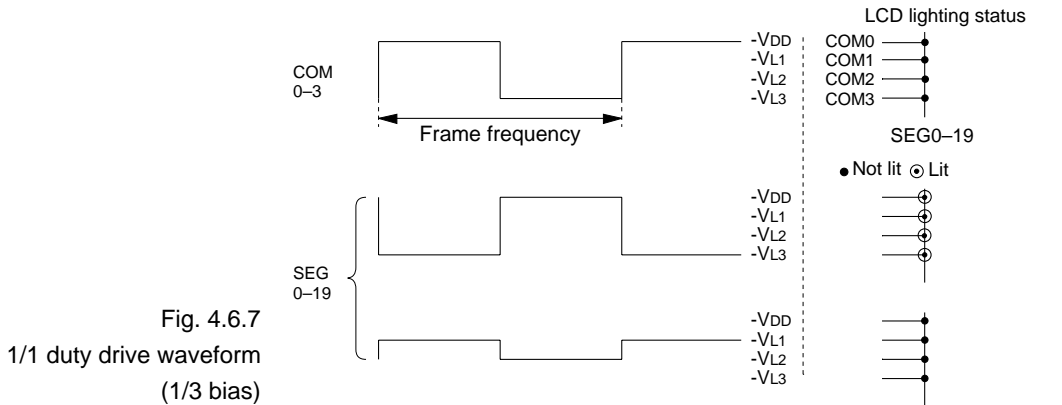 LCD lighting status
COM
0–3
-VDD
-VL1
-VL2
-VL3
COM0
COM1
COM2
COM3
Frame frequency
SEG0–19
● Not lit ⦿ Lit
SEG
0–19
-VDD
-VL1
-VL2
-VL3
-VDD
-VL1
-VL2
-VL3
Fig. 4.6.7
1/1 duty drive waveform
(1/3 bias)